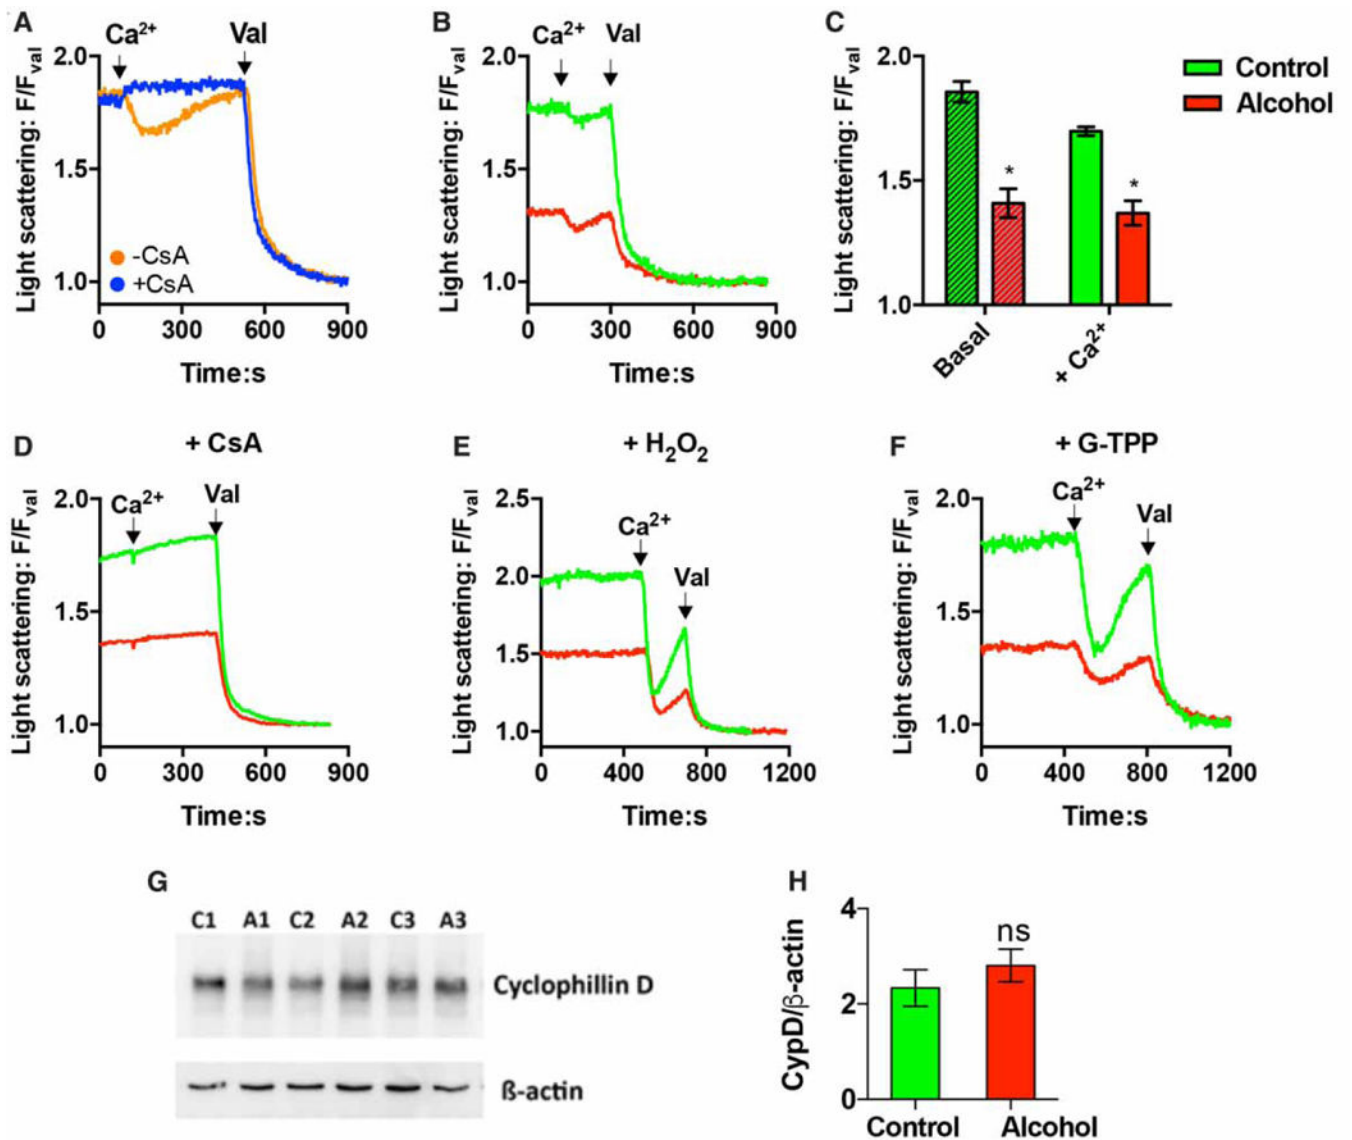 A
Ca²⁺ Val
Light scattering: F/Fval
2.0
1.5
1.0
-CsA
+CsA
0 300 600 900
Time:s
B
Ca²⁺ Val
Light scattering: F/Fval
2.0
1.5
1.0
0 300 600 900
Time:s
C
Light scattering: F/Fval
2.0
1.5
1.0
* *
Basal + Ca²⁺
Control
Alcohol
D + CsA
Ca²⁺ Val
Light scattering: F/Fval
2.0
1.5
1.0
0 300 600 900
Time:s
E + H₂O₂
Ca²⁺
Val
Light scattering: F/Fval
2.5
2.0
1.5
1.0
0 400 800 1200
Time:s
F + G-TPP
Ca²⁺
Val
Light scattering: F/Fval
2.0
1.5
1.0
0 400 800 1200
Time:s
G
C1 A1 C2 A2 C3 A3
Cyclophillin D
ß-actin
H
CypD/β-actin
4
2
0
ns
Control Alcohol